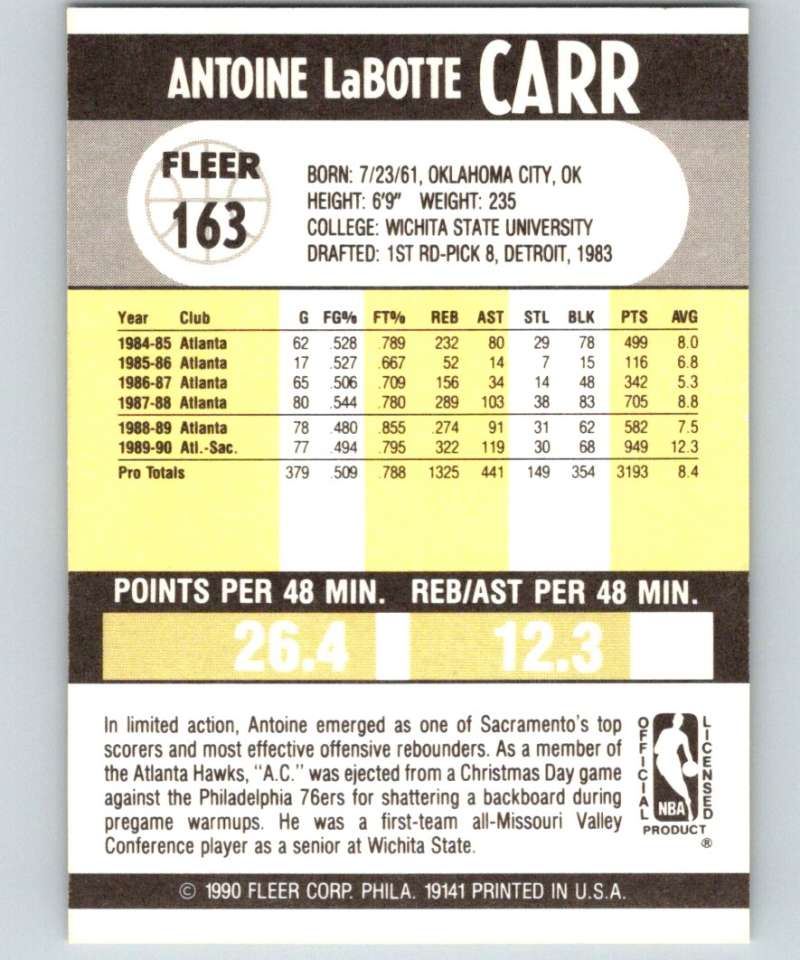 ANTOINE LaBOTTE CARR
FLEER
163
BORN: 7/23/61, OKLAHOMA CITY, OK
HEIGHT: 6'9" WEIGHT: 235
COLLEGE: WICHITA STATE UNIVERSITY
DRAFTED: 1ST RD-PICK 8, DETROIT, 1983
Year Club G FG% FT% REB AST STL BLK PTS AVG
1984-85 Atlanta 62 .528 .789 232 80 29 78 499 8.0
1985-86 Atlanta 17 .527 .667 52 14 7 15 116 6.8
1986-87 Atlanta 65 .506 .709 156 34 14 48 342 5.3
1987-88 Atlanta 80 .544 .780 289 103 38 83 705 8.8
1988-89 Atlanta 78 .480 .855 .274 91 31 62 582 7.5
1989-90 Atl.-Sac. 77 .494 .795 322 119 30 68 949 12.3
Pro Totals 379 .509 .788 1325 441 149 354 3193 8.4
POINTS PER 48 MIN. REB/AST PER 48 MIN.
26.4 12.3
In limited action, Antoine emerged as one of Sacramento's top
scorers and most effective offensive rebounders. As a member of
the Atlanta Hawks, "A.C." was ejected from a Christmas Day game
against the Philadelphia 76ers for shattering a backboard during
pregame warmups. He was a first-team all-Missouri Valley
Conference player as a senior at Wichita State.
OFFICIAL
LICENSED
NBA
PRODUCT
®
© 1990 FLEER CORP. PHILA. 19141 PRINTED IN U.S.A.